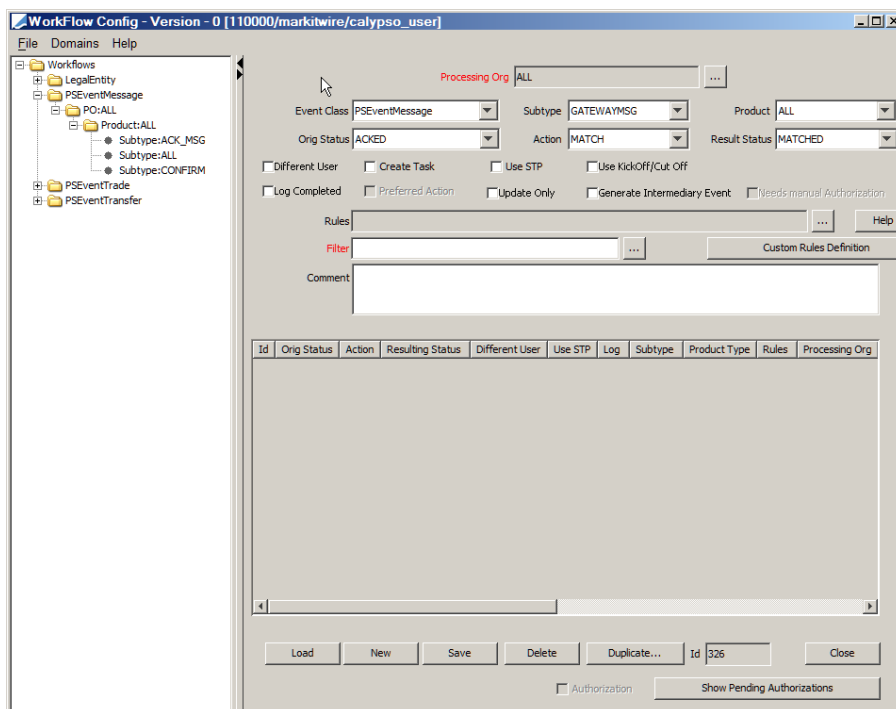 WorkFlow Config - Version - 0 [110000/markitwire/calypso_user]
File Domains Help
Workflows
LegalEntity
PSEventMessage
PO:ALL
Product:ALL
Subtype:ACK_MSG
Subtype:ALL
Subtype:CONFIRM
PSEventTrade
PSEventTransfer
Processing Org ALL ...
Event Class PSEventMessage Subtype GATEWAYMSG Product ALL
Orig Status ACKED Action MATCH Result Status MATCHED
Different User Create Task Use STP Use KickOff/Cut Off
Log Completed Preferred Action Update Only Generate Intermediary Event Needs manual Authorization
Rules ... Help
Filter ... Custom Rules Definition
Comment
Id Orig Status Action Resulting Status Different User Use STP Log Subtype Product Type Rules Processing Org
Load New Save Delete Duplicate... Id 326 Close
Authorization Show Pending Authorizations